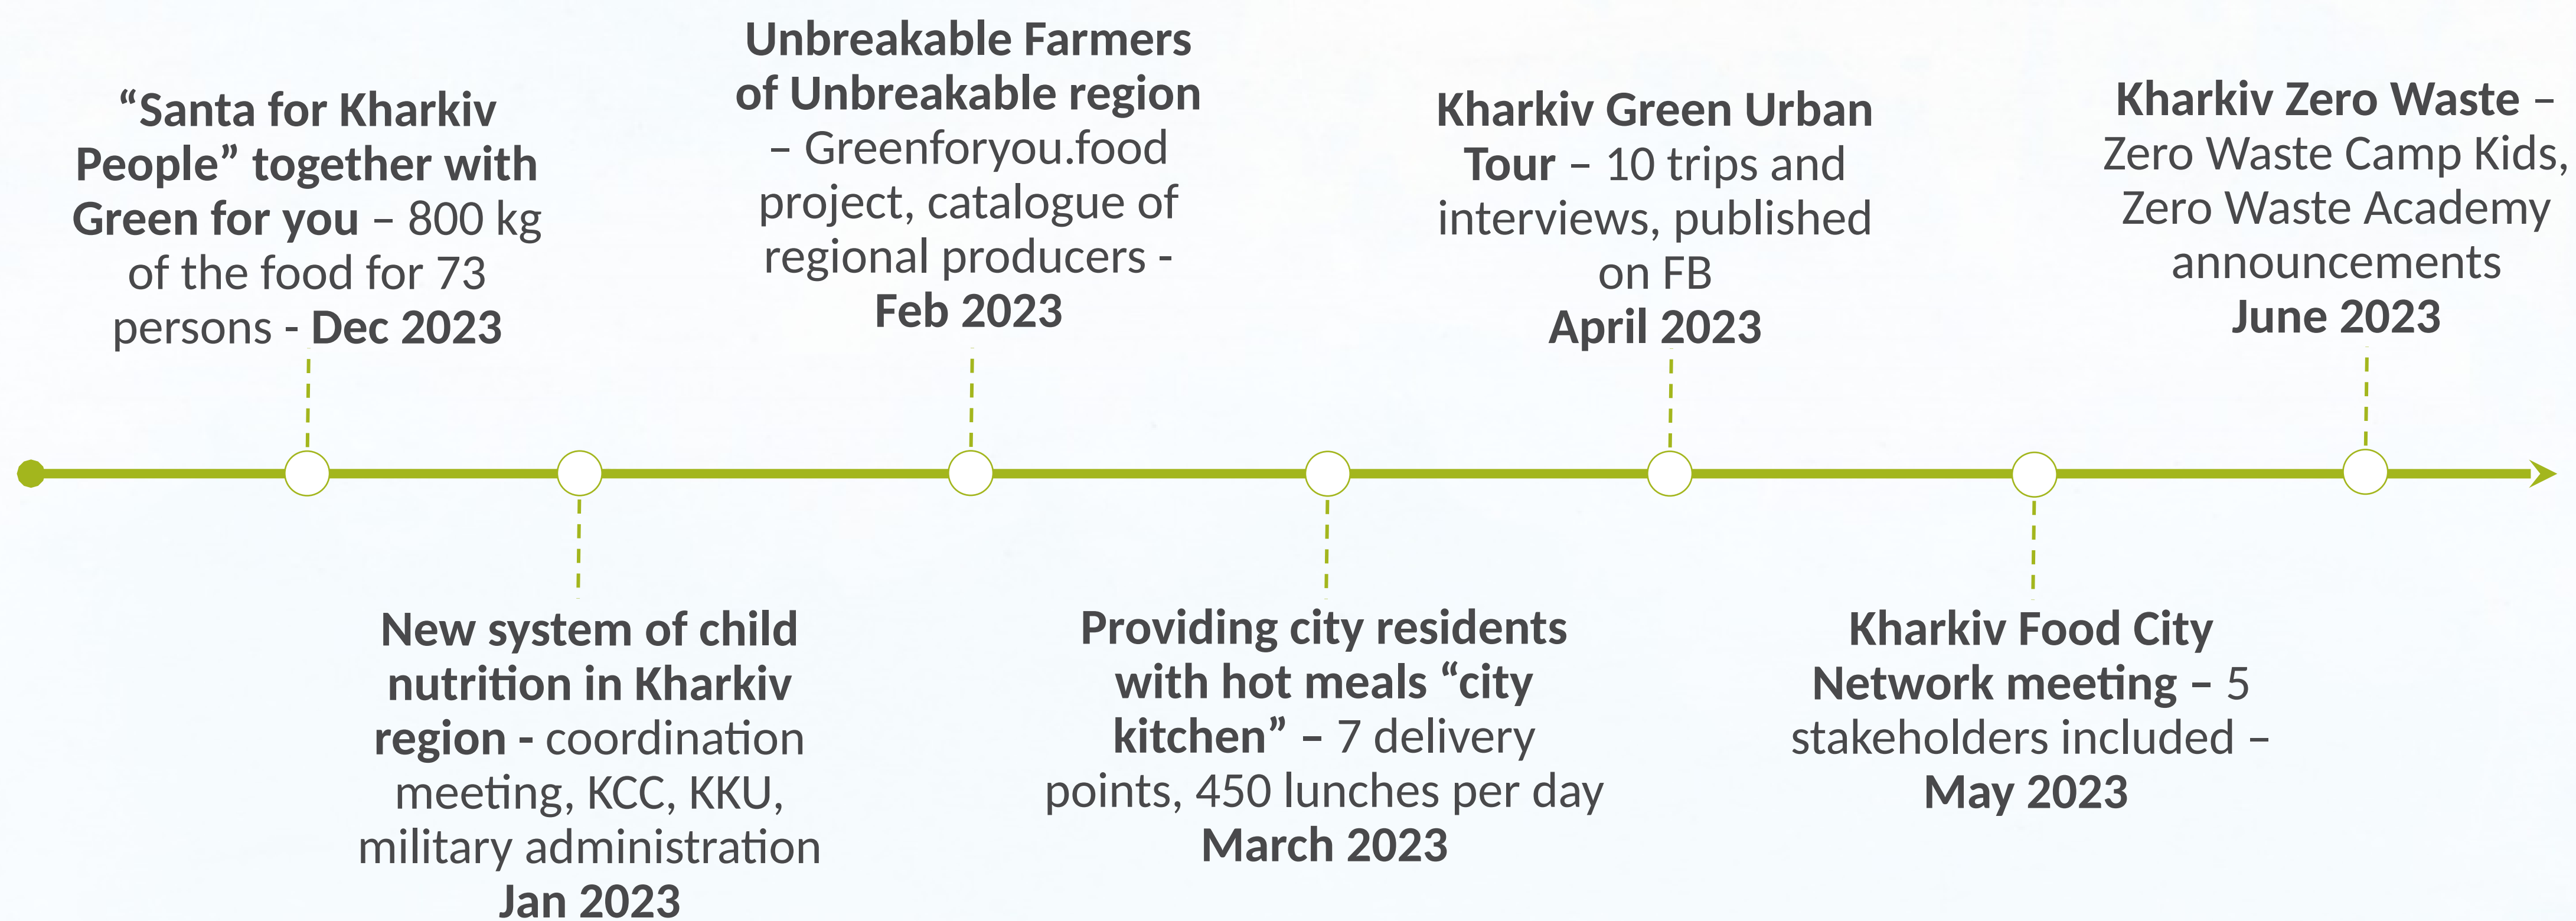 “Santa for Kharkiv
People” together with
Green for you – 800 kg
of the food for 73
persons - Dec 2023
New system of child
nutrition in Kharkiv
region - coordination
meeting, KCC, KKU,
military administration
Jan 2023
Unbreakable Farmers
of Unbreakable region
– Greenforyou.food
project, catalogue of
regional producers -
Feb 2023
Providing city residents
with hot meals “city
kitchen” – 7 delivery
points, 450 lunches per day
March 2023
Kharkiv Green Urban
Tour – 10 trips and
interviews, published
on FB
April 2023
Kharkiv Food City
Network meeting – 5
stakeholders included –
May 2023
Kharkiv Zero Waste –
Zero Waste Camp Kids,
Zero Waste Academy
announcements
June 2023